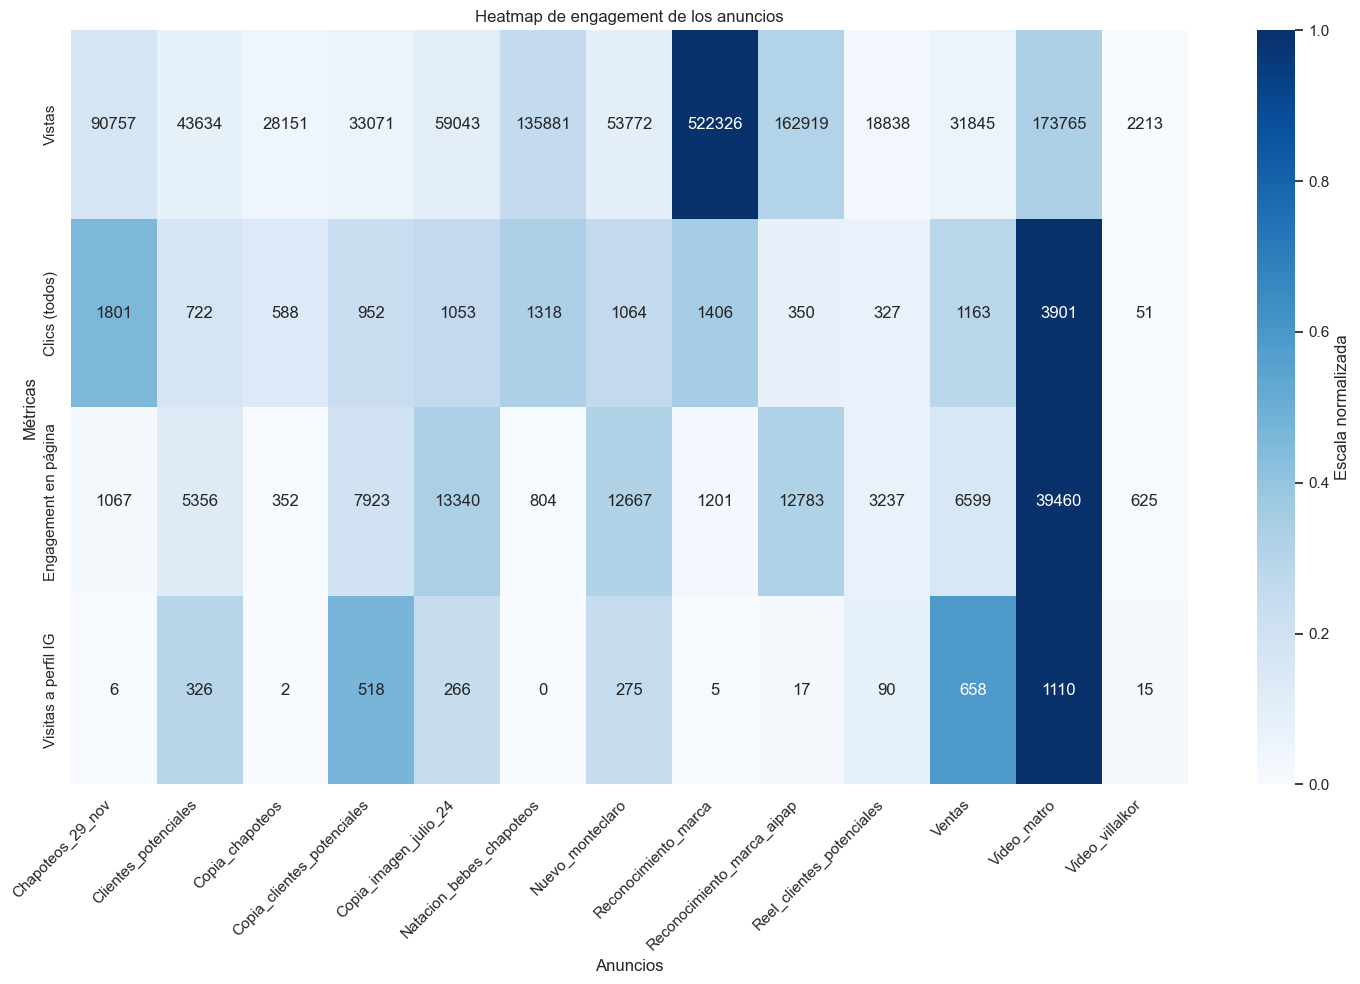 Heatmap de engagement de los anuncios
Métricas
Vistas
90757 43634 28151 33071 59043 135881 53772 522326 162919 18838 31845 173765 2213
Clics (todos)
1801 722 588 952 1053 1318 1064 1406 350 327 1163 3901 51
Engagement en página
1067 5356 352 7923 13340 804 12667 1201 12783 3237 6599 39460 625
Visitas a perfil IG
6 326 2 518 266 0 275 5 17 90 658 1110 15
Chapoteos_29_nov
Clientes_potenciales
Copia_chapoteos
Copia_clientes_potenciales
Copia_imagen_julio_24
Natacion_bebes_chapoteos
Nuevo_monteclaro
Reconocimiento_marca
Reconocimiento_marca_aipap
Reel_clientes_potenciales
Ventas
Video_matro
Video_villalkor
Anuncios
1.0
0.8
0.6
0.4
0.2
0.0
Escala normalizada